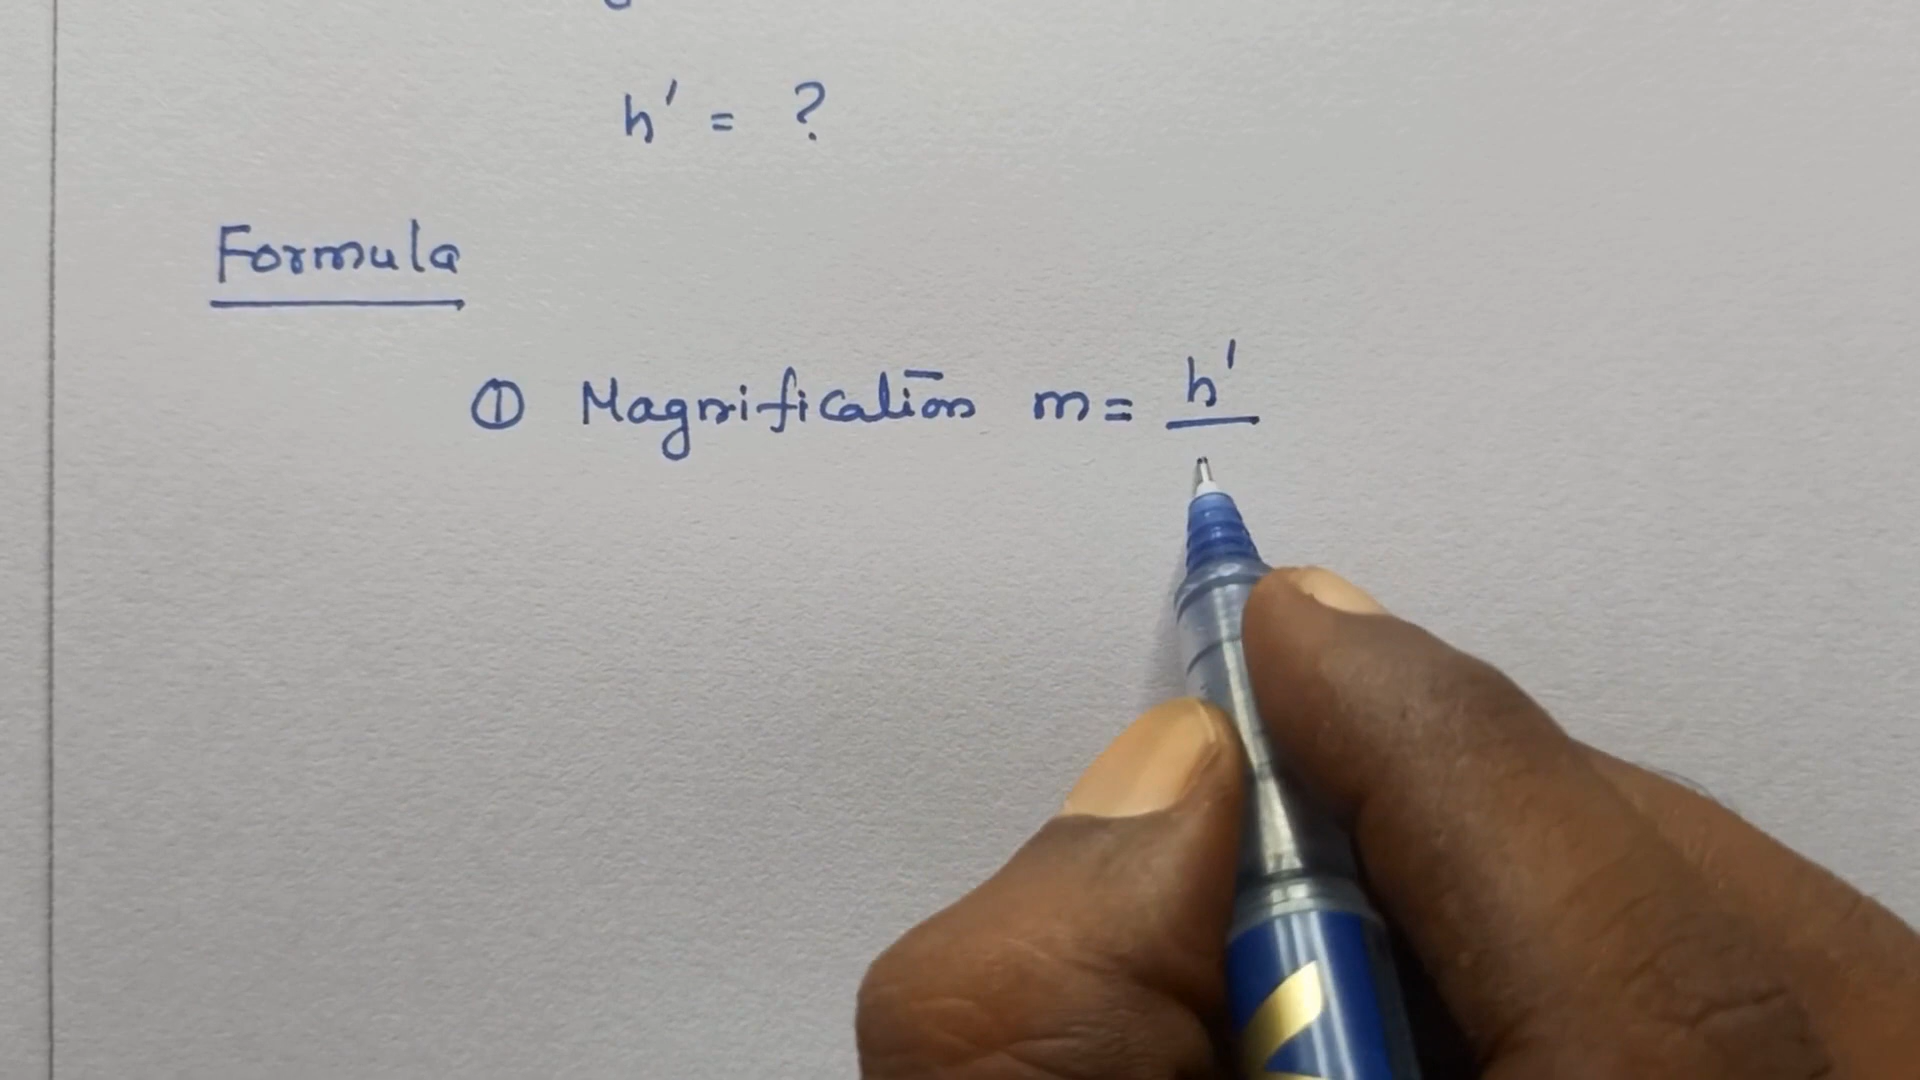 h' = ?
Formula
① Magnification m = h'/